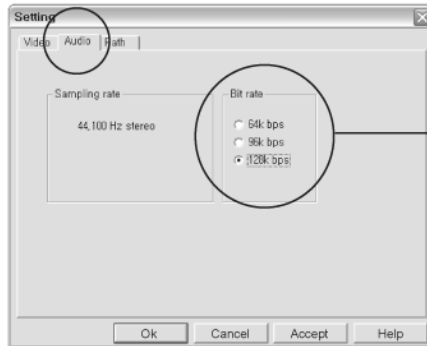 Setting
Video Audio Path
Sampling rate
44,100 Hz stereo
Bit rate
64k bps
96k bps
128k bps
Ok Cancel Accept Help